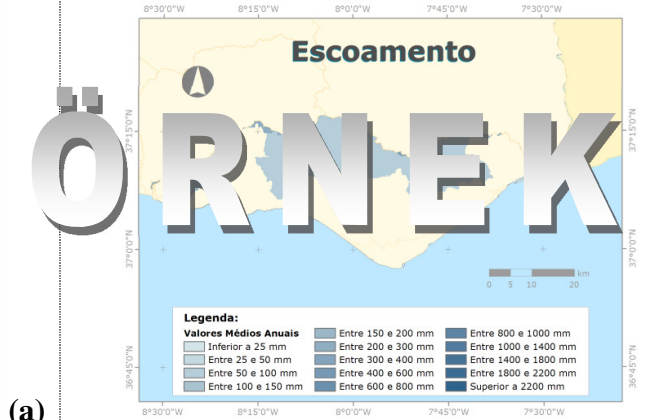 8°30'0"W 8°15'0"W 8°0'0"W 7°45'0"W 7°30'0"W
Escoamento
37°15'0"N 37°15'0"N
ÖRNEK
37°0'0"N 37°0'0"N
km
0 5 10 20
Legenda:
Valores Médios Anuais
Inferior a 25 mm
Entre 25 e 50 mm
Entre 50 e 100 mm
Entre 100 e 150 mm
Entre 150 e 200 mm
Entre 200 e 300 mm
Entre 300 e 400 mm
Entre 400 e 600 mm
Entre 600 e 800 mm
Entre 800 e 1000 mm
Entre 1000 e 1400 mm
Entre 1400 e 1800 mm
Entre 1800 e 2200 mm
Superior a 2200 mm
36°45'0"N 36°45'0"N
8°30'0"W 8°15'0"W 8°0'0"W 7°45'0"W 7°30'0"W
(a)